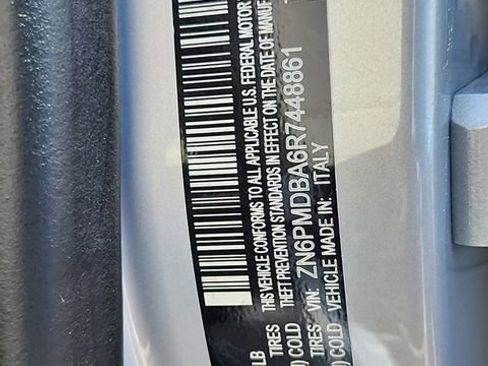 THIS VEHICLE CONFORMS TO ALL APPLICABLE U.S. FEDERAL MOTOR
THEFT PREVENTION STANDARDS IN EFFECT ON THE DATE OF MANUF
LB TIRES
) COLD VIN: ZN6PMDBA6R7448861
TIRES VEHICLE MADE IN: ITALY
) COLD